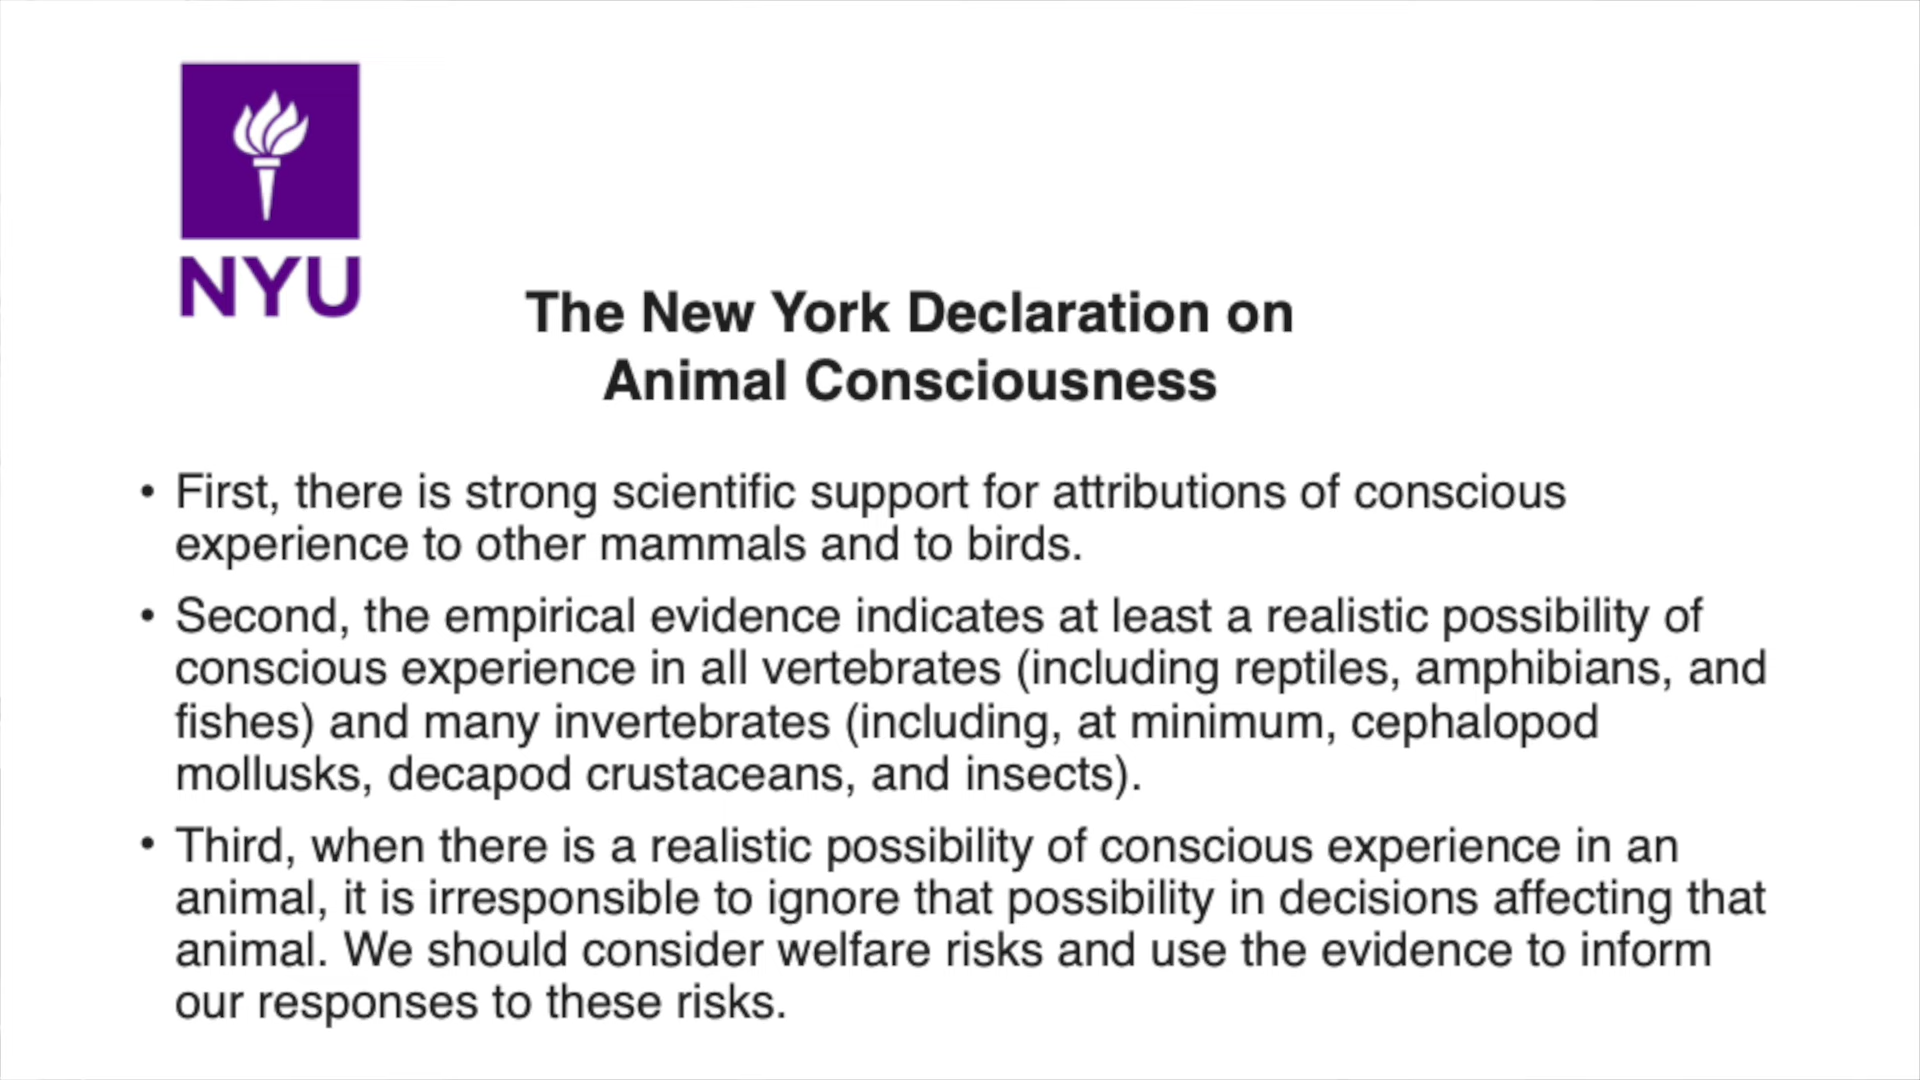 NYU
The New York Declaration on
Animal Consciousness
• First, there is strong scientific support for attributions of conscious
experience to other mammals and to birds.
• Second, the empirical evidence indicates at least a realistic possibility of
conscious experience in all vertebrates (including reptiles, amphibians, and
fishes) and many invertebrates (including, at minimum, cephalopod
mollusks, decapod crustaceans, and insects).
• Third, when there is a realistic possibility of conscious experience in an
animal, it is irresponsible to ignore that possibility in decisions affecting that
animal. We should consider welfare risks and use the evidence to inform
our responses to these risks.